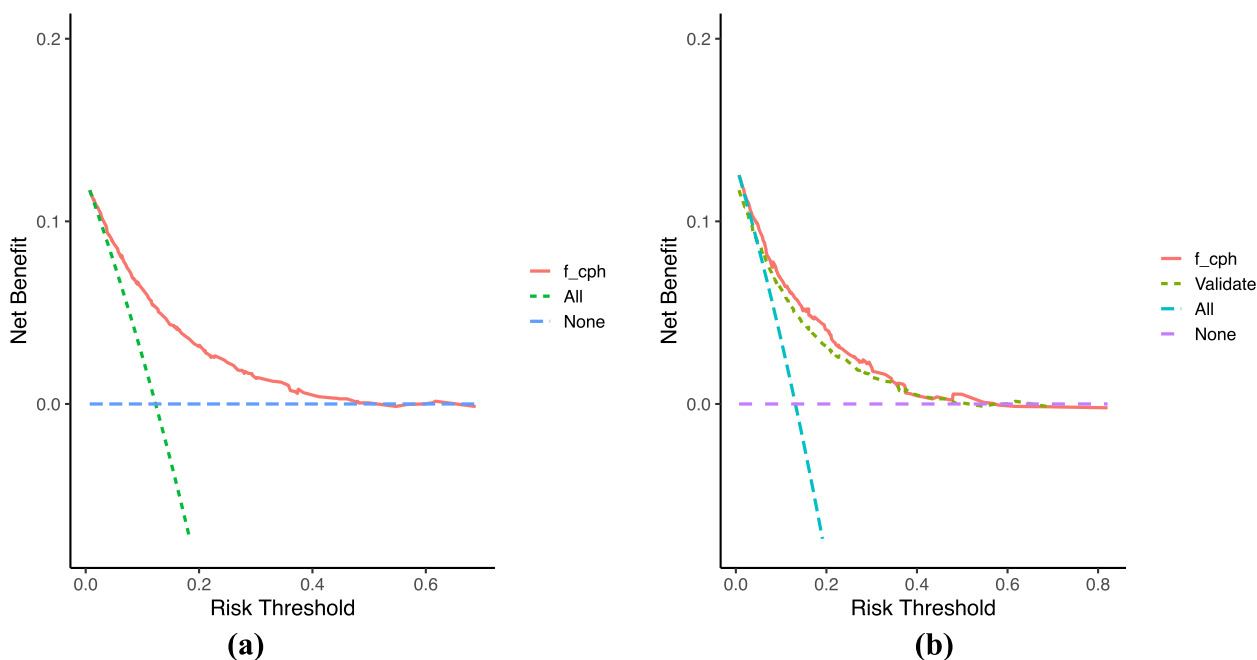 0.2
0.1
0.0
Net Benefit
0.0
0.2
0.4
0.6
Risk Threshold
f_cph
All
None
(a)
0.2
0.1
0.0
Net Benefit
0.0
0.2
0.4
0.6
0.8
Risk Threshold
f_cph
Validate
All
None
(b)